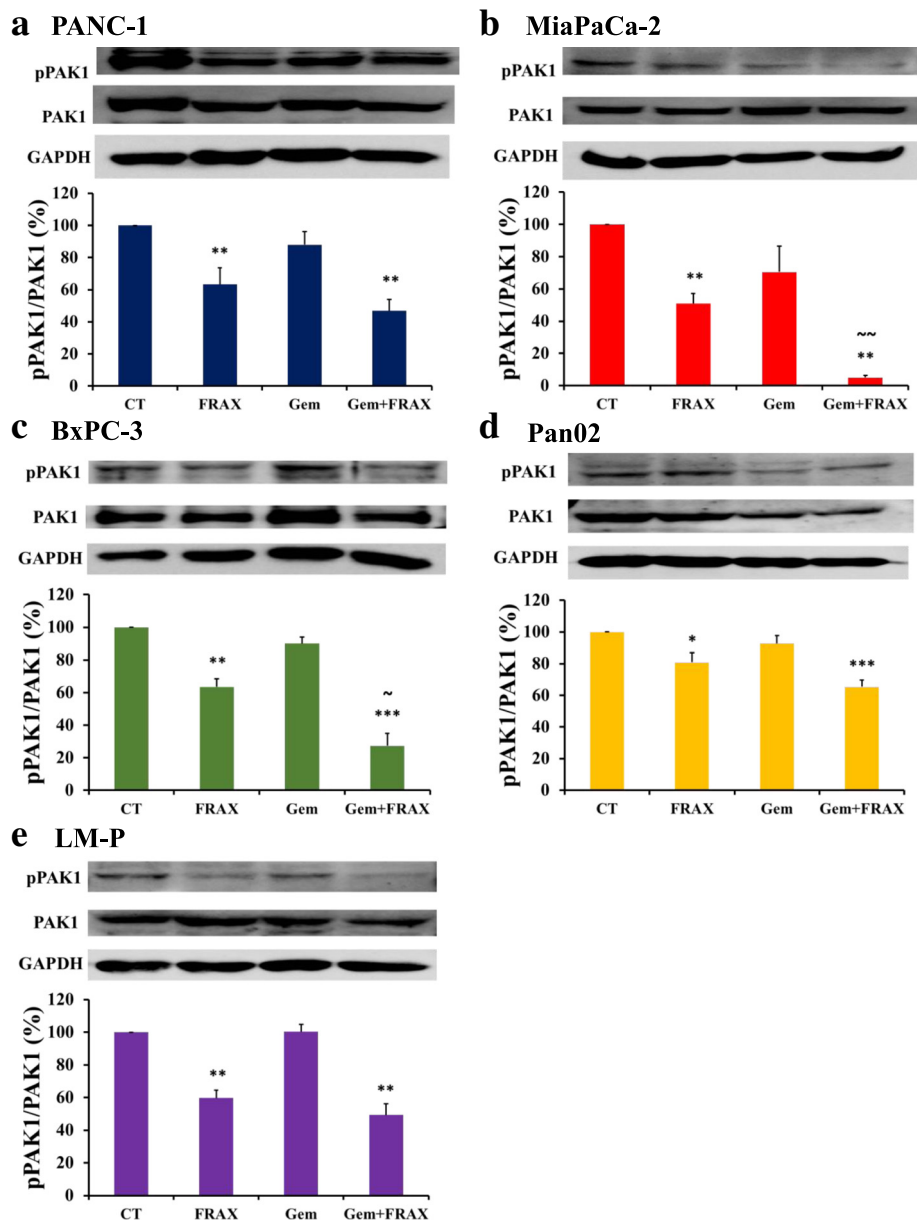 a PANC-1
pPAK1
PAK1
GAPDH
pPAK1/PAK1 (%)
120
100
80
60
40
20
0
**
**
CT FRAX Gem Gem+FRAX
b MiaPaCa-2
pPAK1
PAK1
GAPDH
pPAK1/PAK1 (%)
120
100
80
60
40
20
0
**
~~
**
CT FRAX Gem Gem+FRAX
c BxPC-3
pPAK1
PAK1
GAPDH
pPAK1/PAK1 (%)
120
100
80
60
40
20
0
**
~
***
CT FRAX Gem Gem+FRAX
d Pan02
pPAK1
PAK1
GAPDH
pPAK1/PAK1 (%)
120
100
80
60
40
20
0
*
***
CT FRAX Gem Gem+FRAX
e LM-P
pPAK1
PAK1
GAPDH
pPAK1/PAK1 (%)
120
100
80
60
40
20
0
**
**
CT FRAX Gem Gem+FRAX